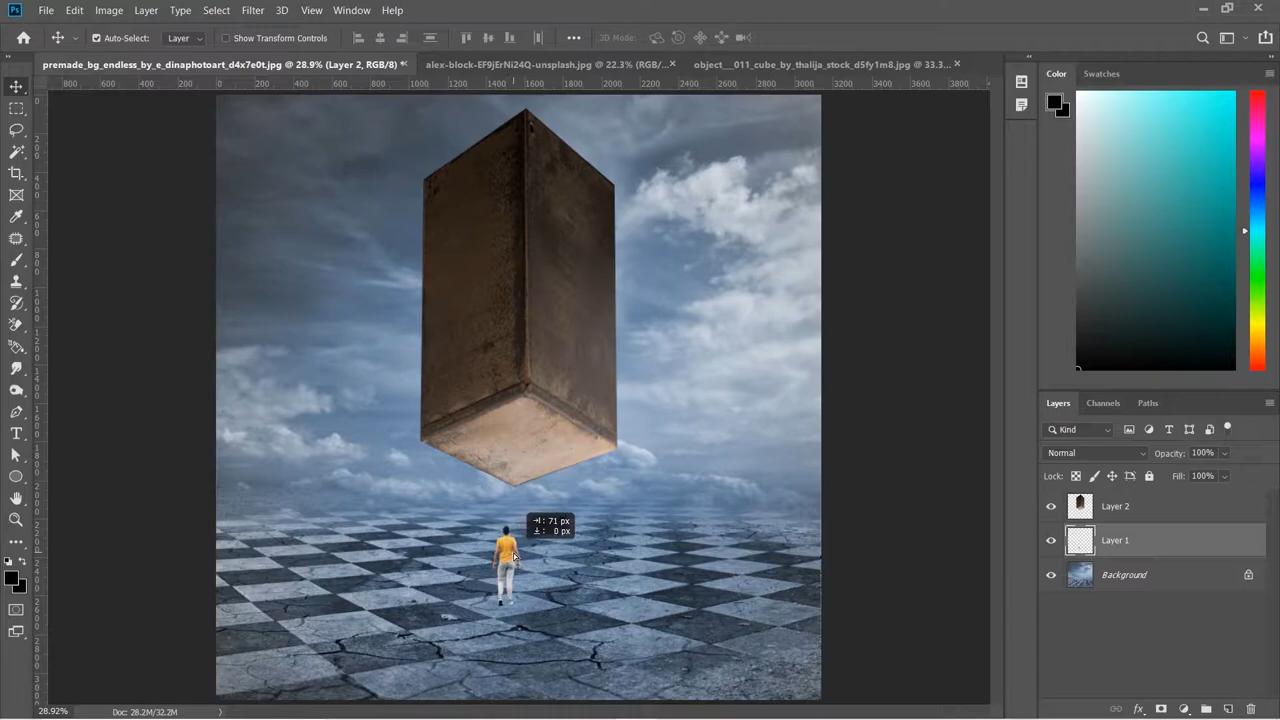 Ps File Edit Image Layer Type Select Filter 3D View Window Help
Auto-Select: Layer Show Transform Controls 3D Mode:
premade_bg_endless_by_e_dinaphotoart_d4x7e0t.jpg @ 28.9% (Layer 2, RGB/8) * alex-block-EF9jErNi24Q-unsplash.jpg @ 22.3% (RGB/... object__011_cube_by_thalija_stock_d5fy1m8.jpg @ 33.3...
800 600 400 200 0 200 400 600 800 1000 1200 1400 1600 1800 2000 2200 2400 2600 2800 3000 3200 3400 3600 3800
Color Swatches
71 px
0 px
Layers Channels Paths
Kind
Normal Opacity: 100%
Lock: Fill: 100%
Layer 2
Layer 1
Background
28.92% Doc: 28.2M/32.2M